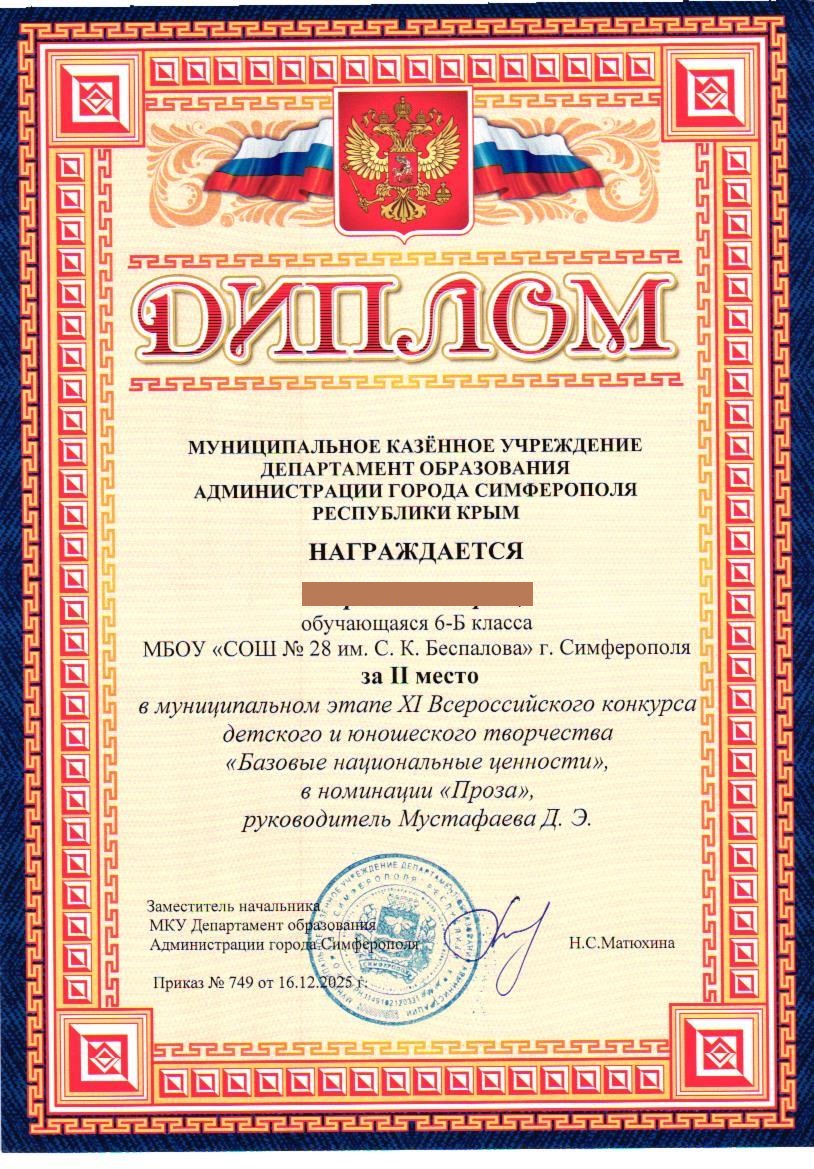 ДИПЛОМ
МУНИЦИПАЛЬНОЕ КАЗЁННОЕ УЧРЕЖДЕНИЕ
ДЕПАРТАМЕНТ ОБРАЗОВАНИЯ
АДМИНИСТРАЦИИ ГОРОДА СИМФЕРОПОЛЯ
РЕСПУБЛИКИ КРЫМ
НАГРАЖДАЕТСЯ
обучающаяся 6-Б класса
МБОУ «СОШ № 28 им. С. К. Беспалова» г. Симферополя
за II место
в муниципальном этапе XI Всероссийского конкурса
детского и юношеского творчества
«Базовые национальные ценности»,
в номинации «Проза»,
руководитель Мустафаева Д. Э.
Заместитель начальника
МКУ Департамент образования
Администрации города Симферополя
Н.С.Матюхина
Приказ № 749 от 16.12.2025 г.